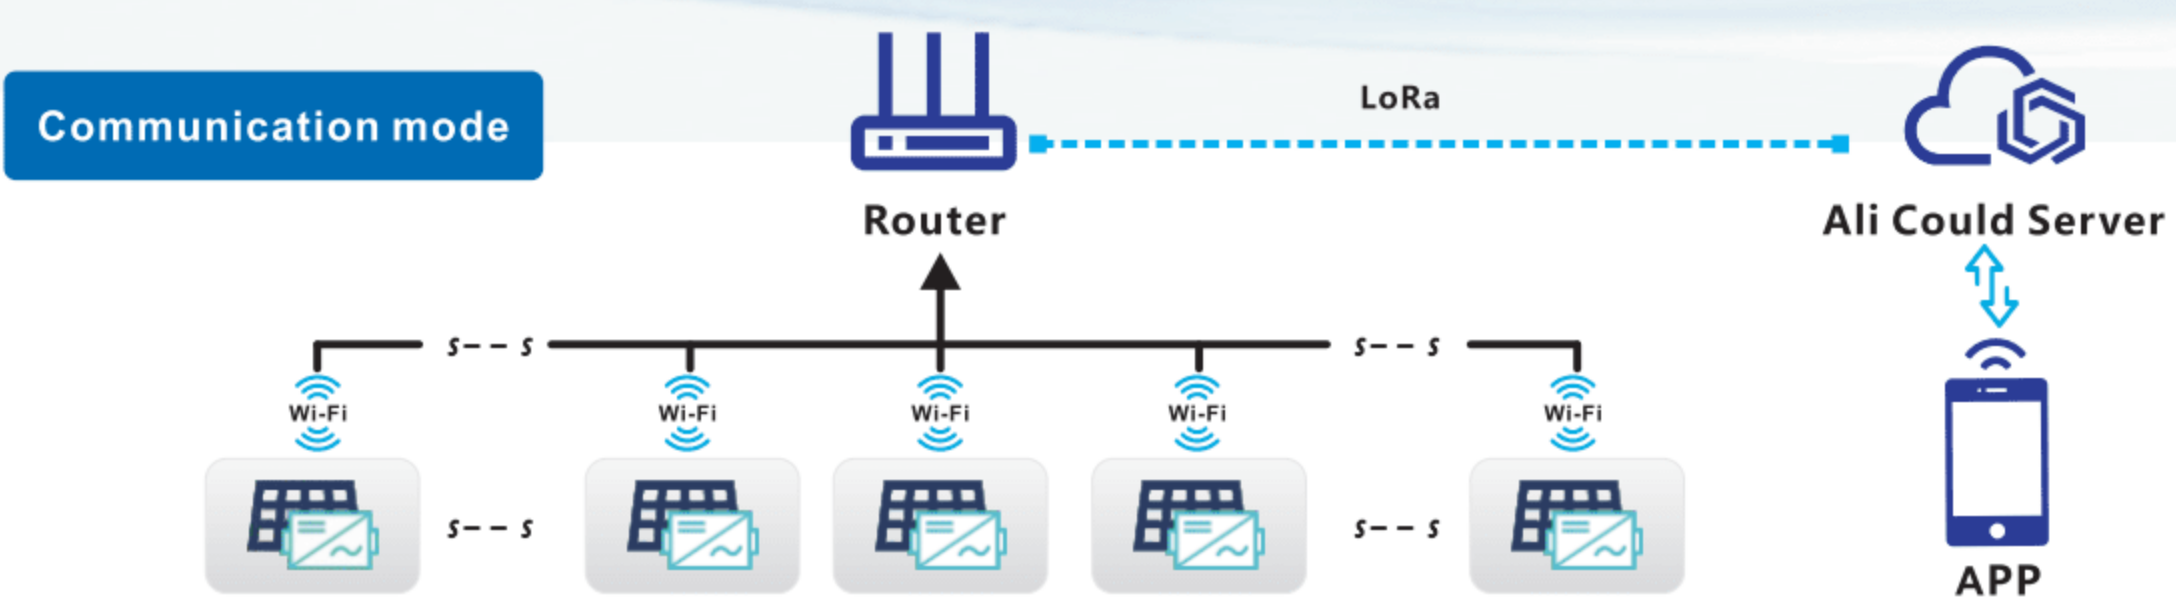 Communication mode
LoRa
Router
Ali Could Server
Wi-Fi
Wi-Fi
Wi-Fi
Wi-Fi
Wi-Fi
APP